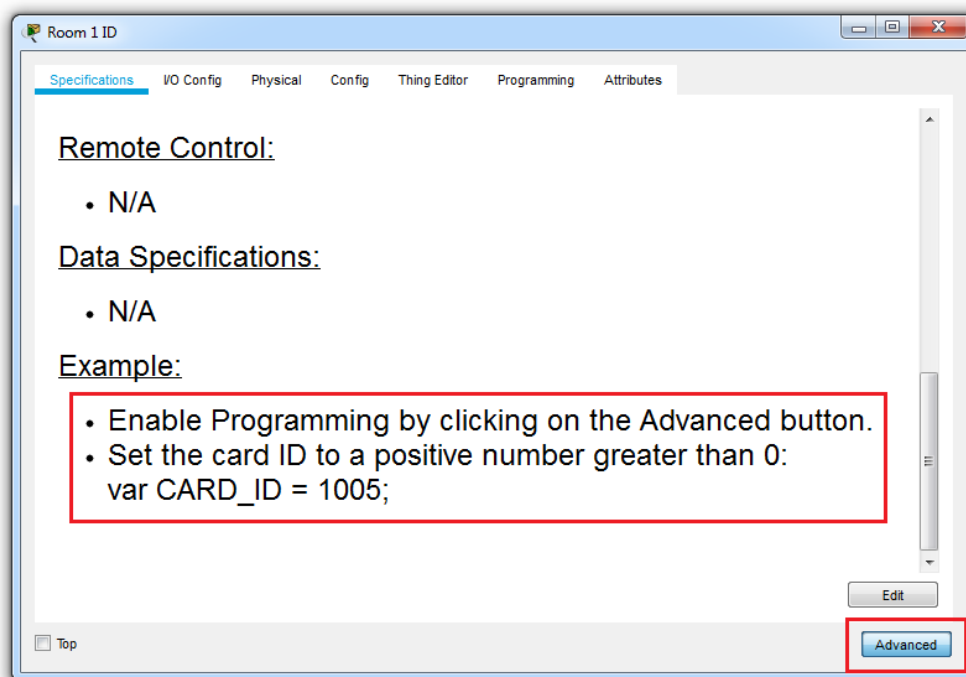 Room 1 ID
Specifications I/O Config Physical Config Thing Editor Programming Attributes
Remote Control:
• N/A
Data Specifications:
• N/A
Example:
• Enable Programming by clicking on the Advanced button.
• Set the card ID to a positive number greater than 0:
var CARD_ID = 1005;
Edit
Top
Advanced